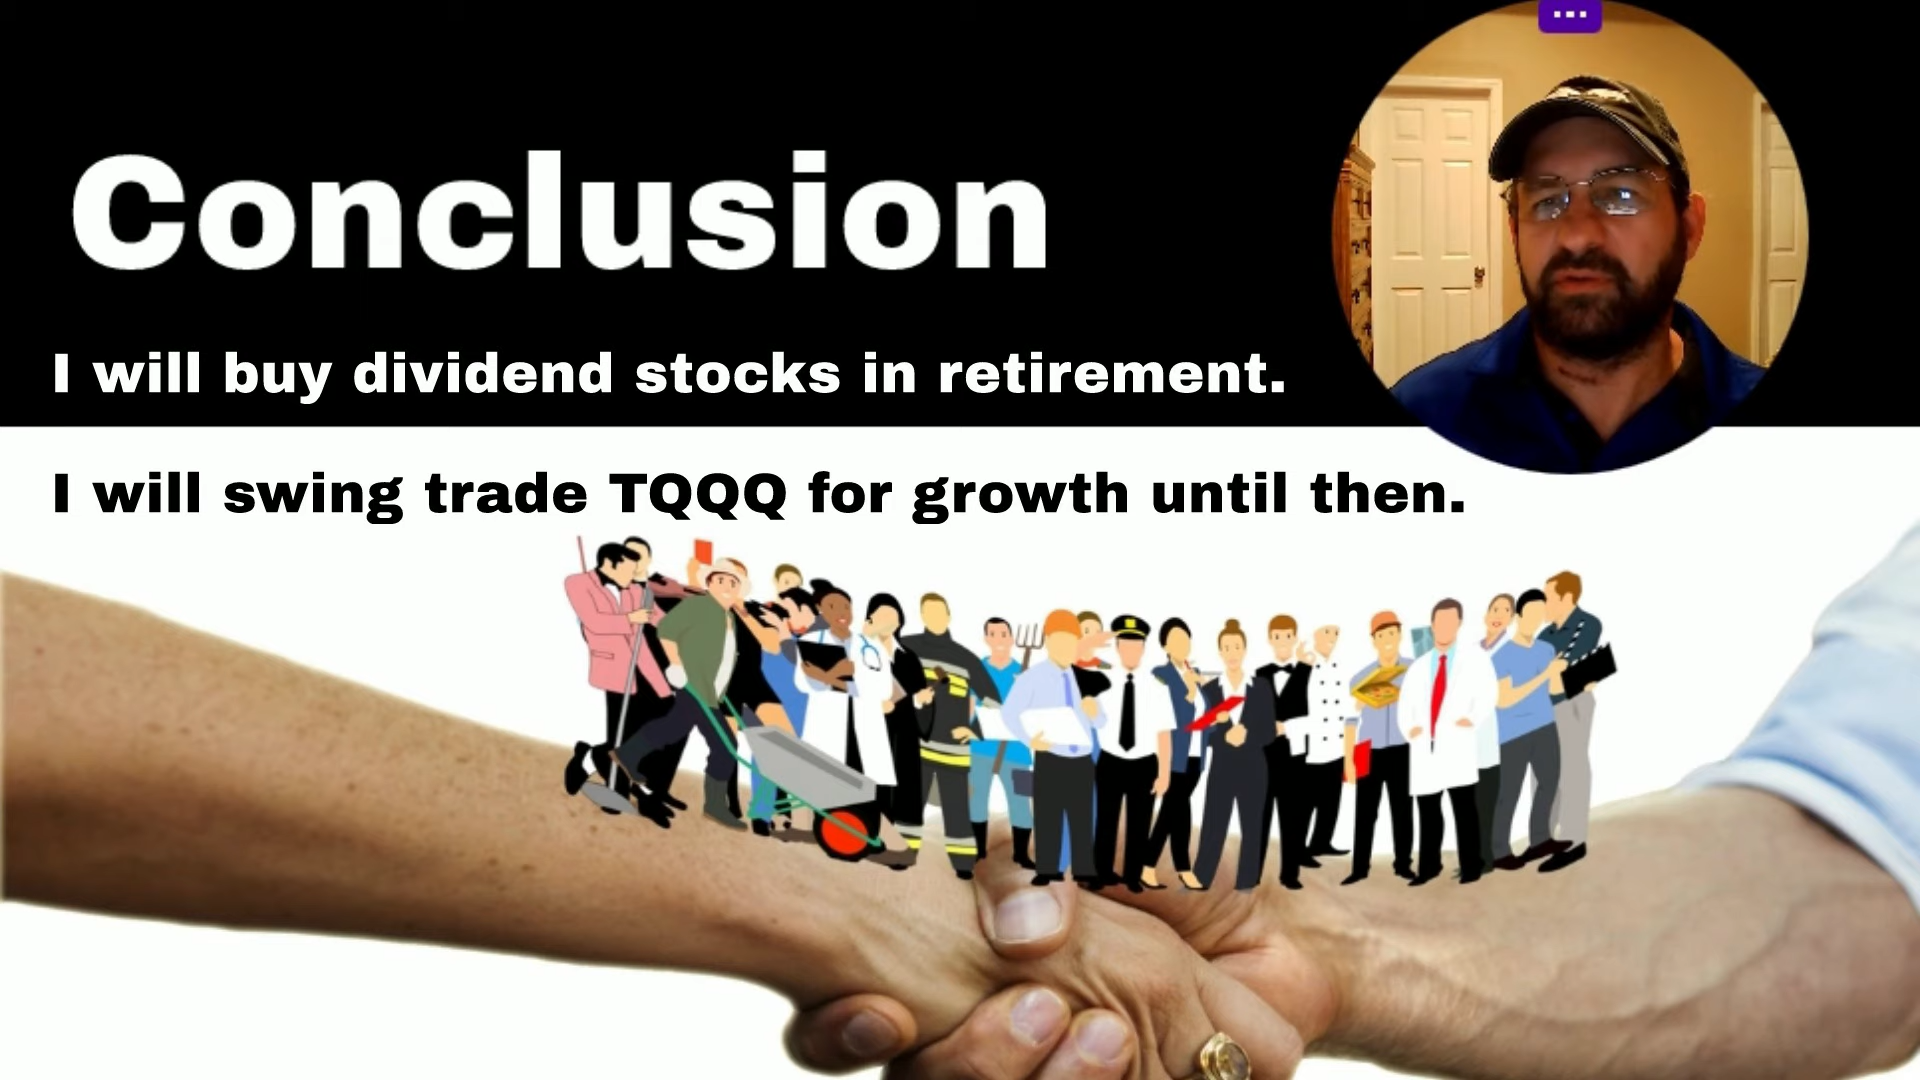 Conclusion
I will buy dividend stocks in retirement.
I will swing trade TQQQ for growth until then.